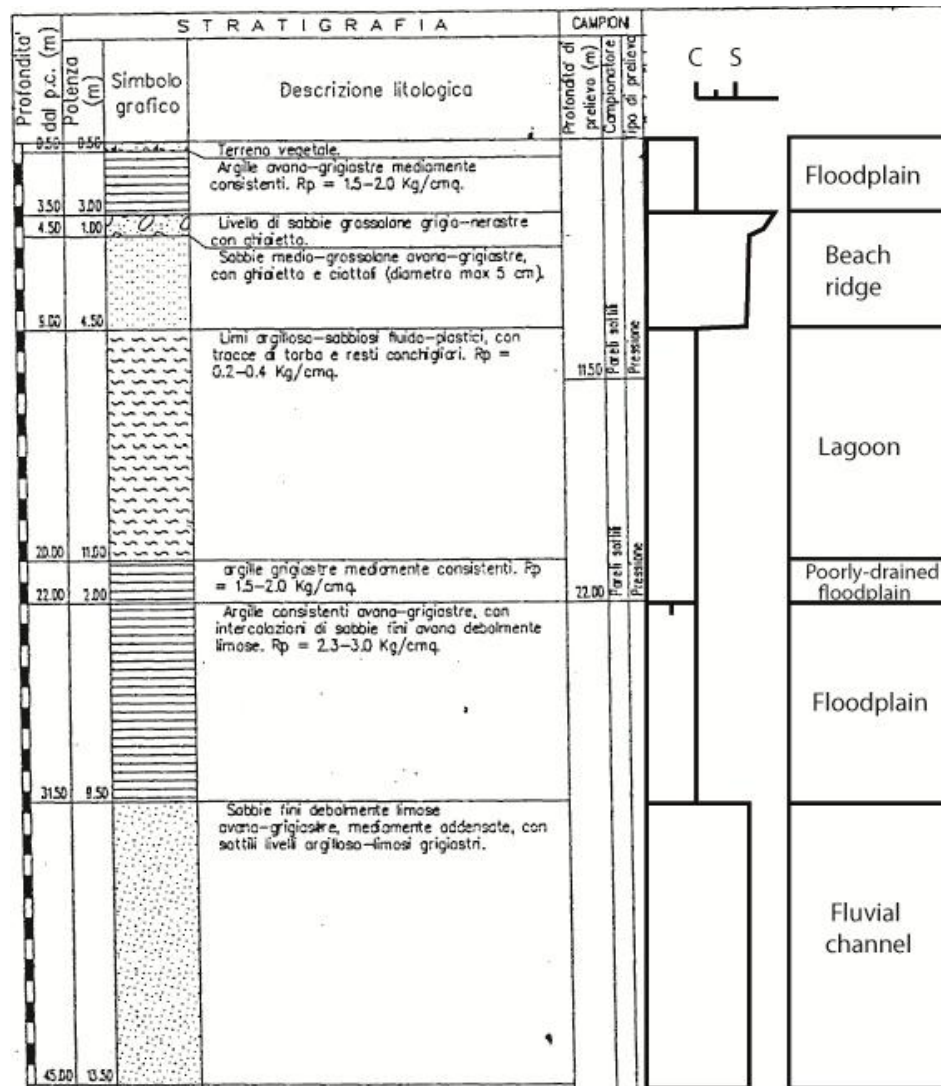 STRATIGRAFIA
CAMPIONI
Profondita' dal p.c. (m)
Potenza (m)
Simbolo grafico
Descrizione litologica
Profondita' di prelievo (m)
Campionatore
Tipo di prelievo
C S
0.50 0.50
Terreno vegetale.
Argille avana-grigiastre mediamente
consistenti. Rp = 1.5-2.0 Kg/cmq.
Floodplain
3.50 3.00
Livello di sabbie grossolane grigio-nerastre
con ghiaietto.
4.50 1.00
Sabbie medio-grossolane avana-grigiastre,
con ghiaietto e ciottoli (diametro max 5 cm).
Beach
ridge
9.00 4.50
Limi argilloso-sabbiosi fluido-plastici, con
tracce di torba e resti conchigliari. Rp =
0.2-0.4 Kg/cmq.
11.50
Pareti sottili
Pressione
Lagoon
20.00 11.00
argille grigiastre mediamente consistenti. Rp
= 1.5-2.0 Kg/cmq.
Pareti sottili
Pressione
Poorly-drained
floodplain
22.00 2.00
22.00
Argille consistenti avana-grigiastre, con
intercalazioni di sabbie fini avana debolmente
limose. Rp = 2.3-3.0 Kg/cmq.
Floodplain
31.50 9.50
Sabbie fini debolmente limose
avana-grigiastre, mediamente addensate, con
sottili livelli argilloso-limosi grigiastri.
Fluvial
channel
45.00 13.50